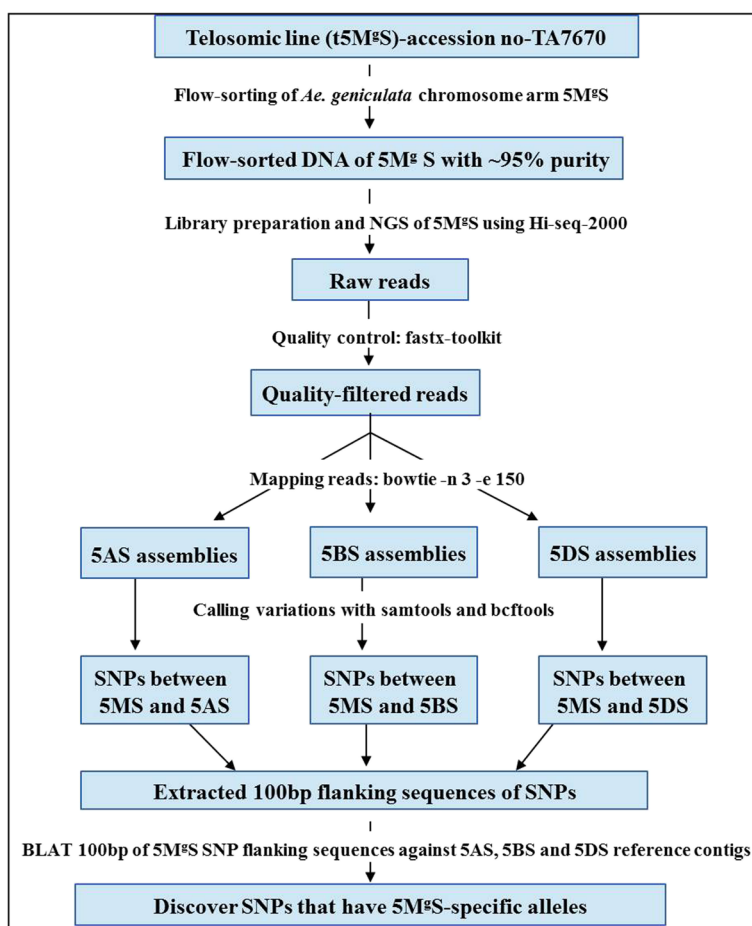 Telosomic line (t5MᵍS)-accession no-TA7670
Flow-sorting of Ae. geniculata chromosome arm 5MᵍS
Flow-sorted DNA of 5Mᵍ S with ~95% purity
Library preparation and NGS of 5MᵍS using Hi-seq-2000
Raw reads
Quality control: fastx-toolkit
Quality-filtered reads
Mapping reads: bowtie -n 3 -e 150
5AS assemblies
5BS assemblies
5DS assemblies
Calling variations with samtools and bcftools
SNPs between
5MS and 5AS
SNPs between
5MS and 5BS
SNPs between
5MS and 5DS
Extracted 100bp flanking sequences of SNPs
BLAT 100bp of 5MᵍS SNP flanking sequences against 5AS, 5BS and 5DS reference contigs
Discover SNPs that have 5MᵍS-specific alleles